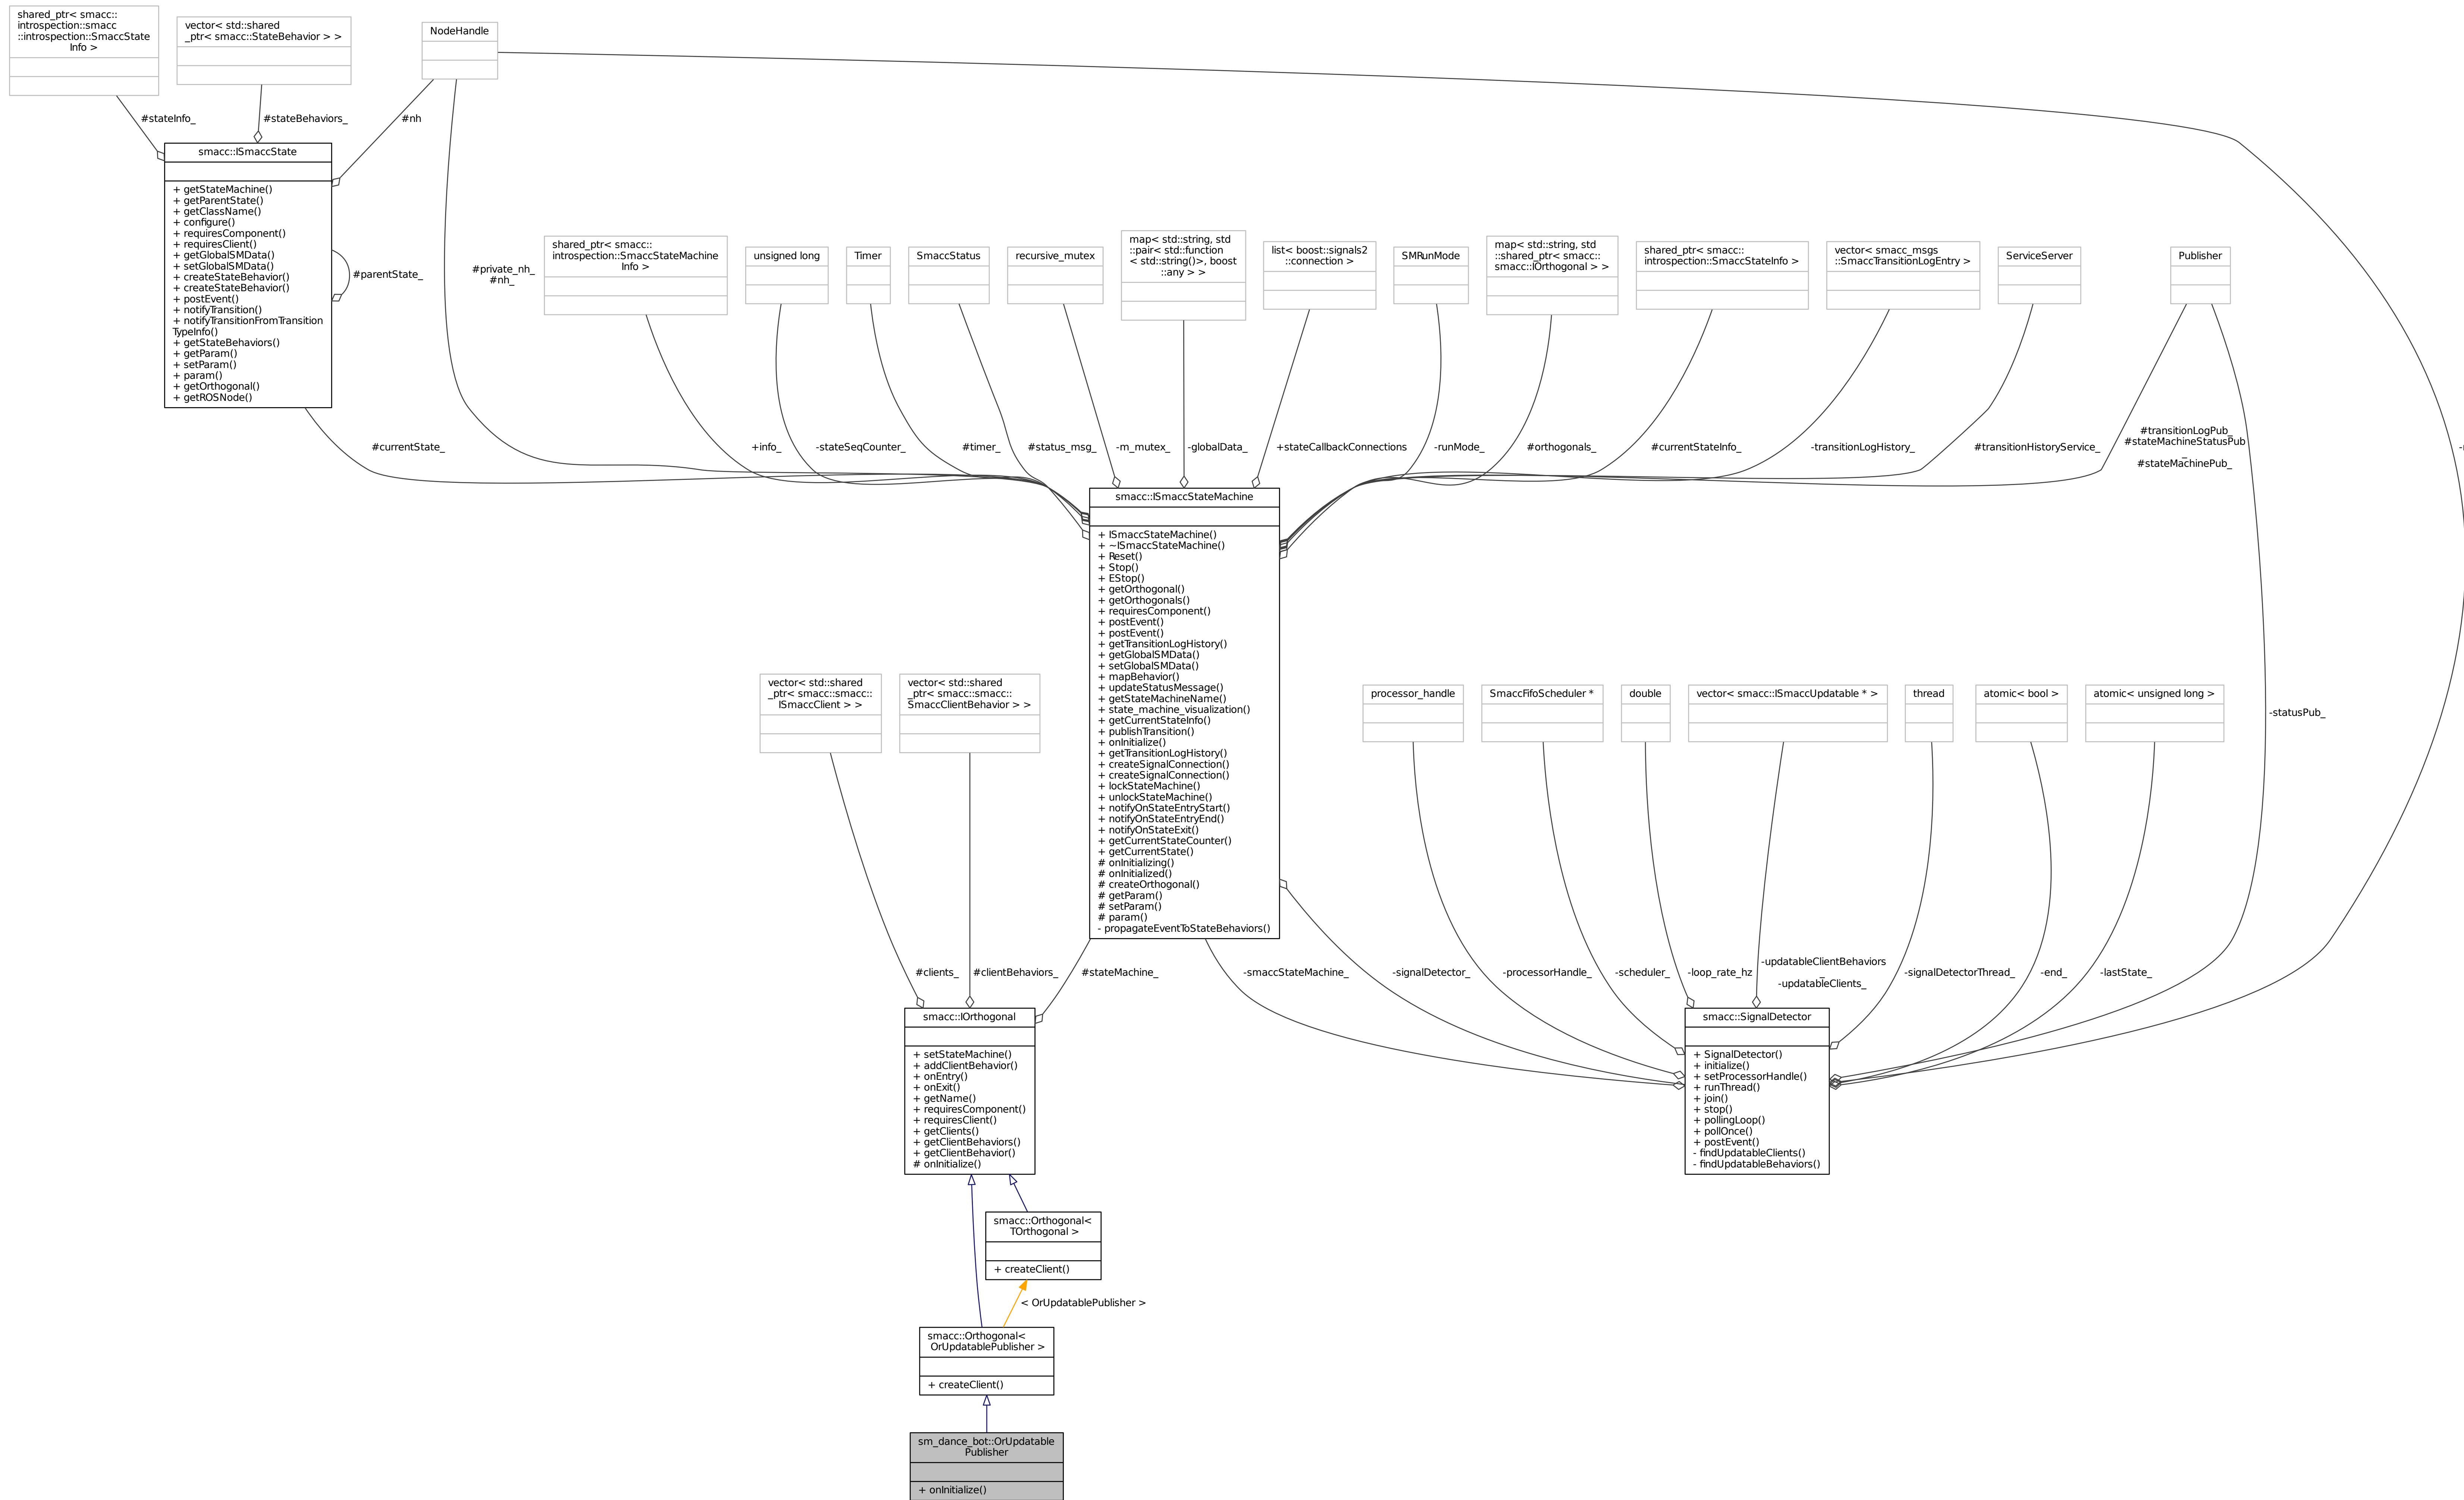 shared_ptr< smacc::
introspection::smacc
::introspection::SmaccState
Info >
vector< std::shared
_ptr< smacc::StateBehavior > >
NodeHandle
#stateInfo_
#stateBehaviors_
#nh
smacc::ISmaccState
+ getStateMachine()
+ getParentState()
+ getClassName()
+ configure()
+ requiresComponent()
+ requiresClient()
+ getGlobalSMData()
+ setGlobalSMData()
+ createStateBehavior()
+ createStateBehavior()
+ postEvent()
+ notifyTransition()
+ notifyTransitionFromTransition
TypeInfo()
+ getStateBehaviors()
+ getParam()
+ setParam()
+ param()
+ getOrthogonal()
+ getROSNode()
#parentState_
#private_nh_
#nh_
shared_ptr< smacc::
introspection::SmaccStateMachine
Info >
unsigned long
Timer
SmaccStatus
recursive_mutex
map< std::string, std
::pair< std::function
< std::string()>, boost
::any > >
list< boost::signals2
::connection >
SMRunMode
map< std::string, std
::shared_ptr< smacc::
smacc::IOrthogonal > >
shared_ptr< smacc::
introspection::SmaccStateInfo >
vector< smacc_msgs
::SmaccTransitionLogEntry >
ServiceServer
Publisher
#currentState_
+info_
-stateSeqCounter_
#timer_
#status_msg_
-m_mutex_
-globalData_
+stateCallbackConnections
-runMode_
#orthogonals_
#currentStateInfo_
-transitionLogHistory_
#transitionHistoryService_
#transitionLogPub_
#stateMachineStatusPub
_
#stateMachinePub_
smacc::ISmaccStateMachine
+ ISmaccStateMachine()
+ ~ISmaccStateMachine()
+ Reset()
+ Stop()
+ EStop()
+ getOrthogonal()
+ getOrthogonals()
+ requiresComponent()
+ postEvent()
+ postEvent()
+ getTransitionLogHistory()
+ getGlobalSMData()
+ setGlobalSMData()
+ mapBehavior()
+ updateStatusMessage()
+ getStateMachineName()
+ state_machine_visualization()
+ getCurrentStateInfo()
+ publishTransition()
+ onInitialize()
+ getTransitionLogHistory()
+ createSignalConnection()
+ createSignalConnection()
+ lockStateMachine()
+ unlockStateMachine()
+ notifyOnStateEntryStart()
+ notifyOnStateEntryEnd()
+ notifyOnStateExit()
+ getCurrentStateCounter()
+ getCurrentState()
# onInitializing()
# onInitialized()
# createOrthogonal()
# getParam()
# setParam()
# param()
- propagateEventToStateBehaviors()
vector< std::shared
_ptr< smacc::smacc::
ISmaccClient > >
vector< std::shared
_ptr< smacc::smacc::
SmaccClientBehavior > >
processor_handle
SmaccFifoScheduler *
double
vector< smacc::ISmaccUpdatable * >
thread
atomic< bool >
atomic< unsigned long >
-statusPub_
#clients_
#clientBehaviors_
#stateMachine_
-smaccStateMachine_
-signalDetector_
-processorHandle_
-scheduler_
-loop_rate_hz
-updatableClientBehaviors
_
-updatableClients_
-signalDetectorThread_
-end_
-lastState_
smacc::IOrthogonal
+ setStateMachine()
+ addClientBehavior()
+ onEntry()
+ onExit()
+ getName()
+ requiresComponent()
+ requiresClient()
+ getClients()
+ getClientBehaviors()
+ getClientBehavior()
# onInitialize()
smacc::SignalDetector
+ SignalDetector()
+ initialize()
+ setProcessorHandle()
+ runThread()
+ join()
+ stop()
+ pollingLoop()
+ pollOnce()
+ postEvent()
- findUpdatableClients()
- findUpdatableBehaviors()
smacc::Orthogonal<
TOrthogonal >
+ createClient()
< OrUpdatablePublisher >
smacc::Orthogonal<
OrUpdatablePublisher >
+ createClient()
sm_dance_bot::OrUpdatable
Publisher
+ onInitialize()